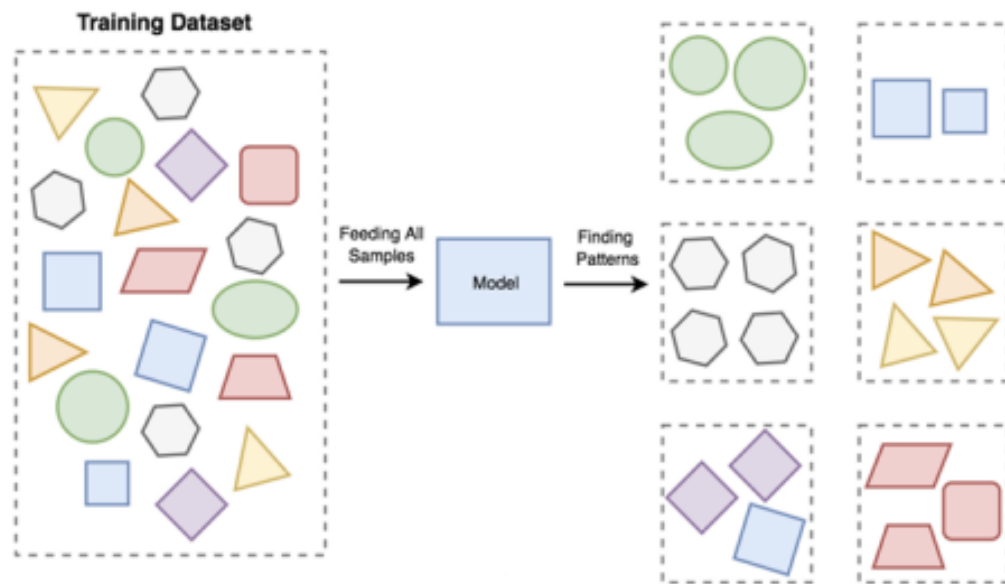 Training Dataset
Feeding All
Samples
Model
Finding
Patterns